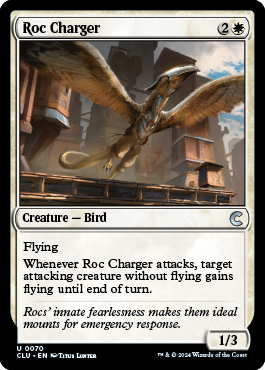 Roc Charger 2
Creature — Bird
Flying
Whenever Roc Charger attacks, target
attacking creature without flying gains
flying until end of turn.
Rocs' innate fearlessness makes them ideal
mounts for emergency response.
1/3
U 0070
CLU • EN Titus Lunter
™ & © 2024 Wizards of the Coast